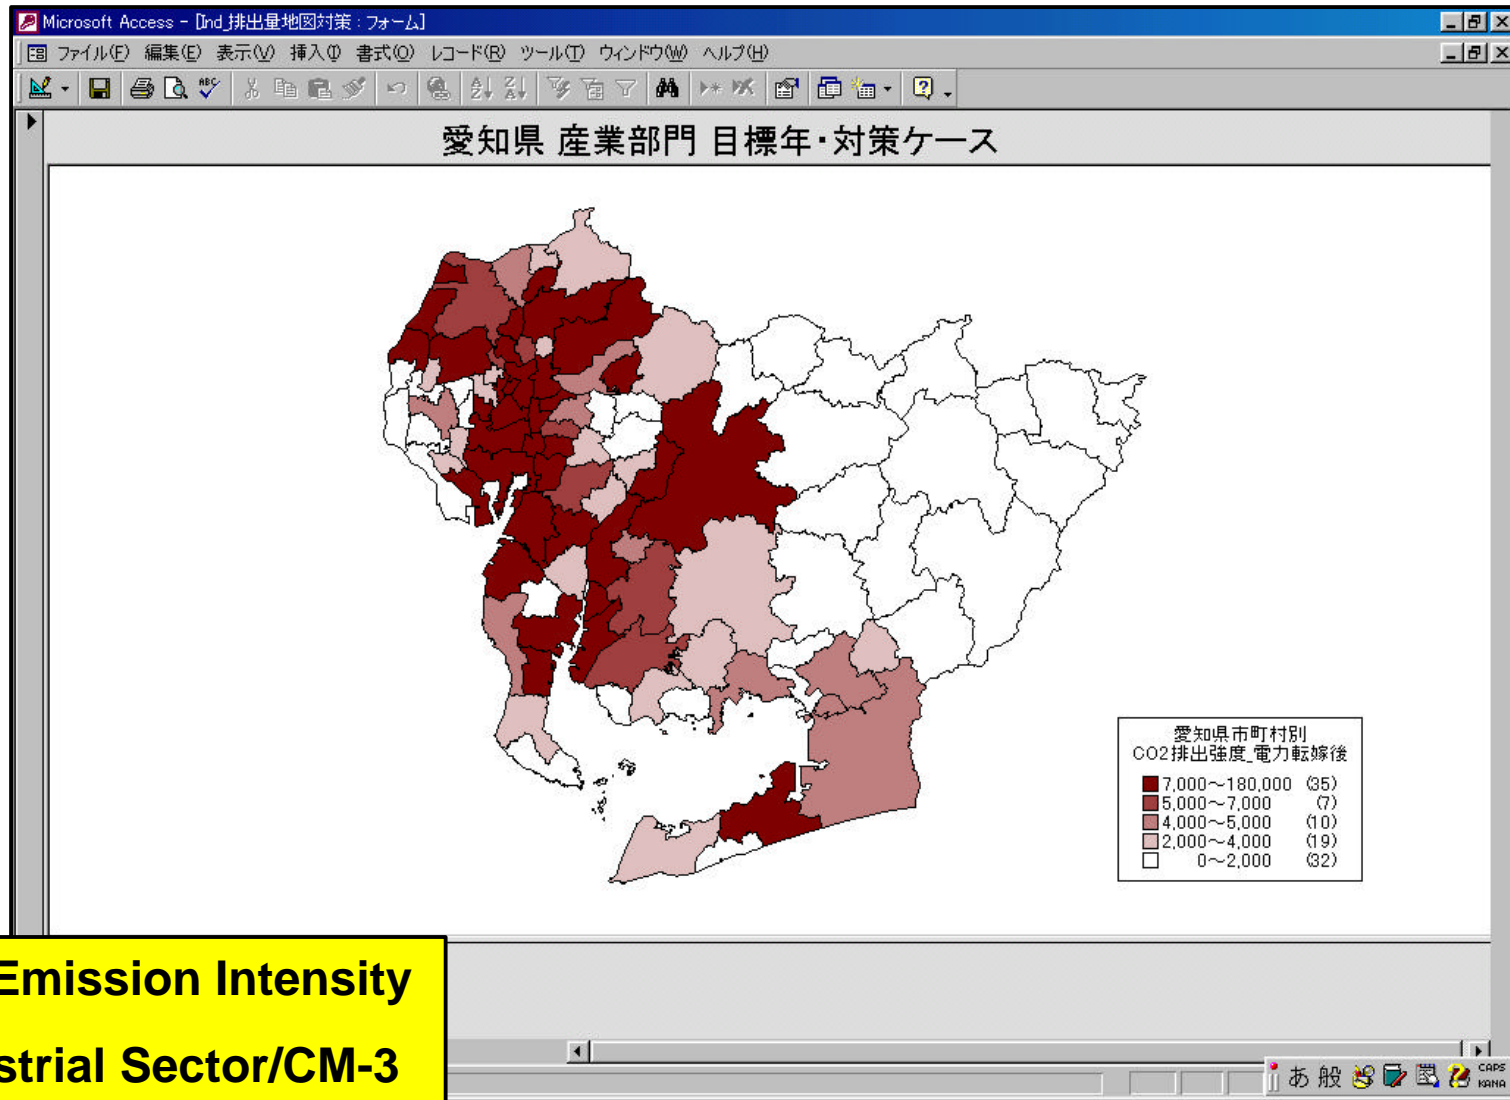 Microsoft Access - [Ind_排出量地図対策 : フォーム]
ファイル(F) 編集(E) 表示(V) 挿入(I) 書式(O) レコード(R) ツール(T) ウィンドウ(W) ヘルプ(H)
愛知県 産業部門 目標年・対策ケース
愛知県市町村別
CO2排出強度_電力転嫁後
7,000～180,000 (35)
5,000～7,000 (7)
4,000～5,000 (10)
2,000～4,000 (19)
0～2,000 (32)
Emission Intensity
strial Sector/CM-3
あ 般 CAPS
KANA